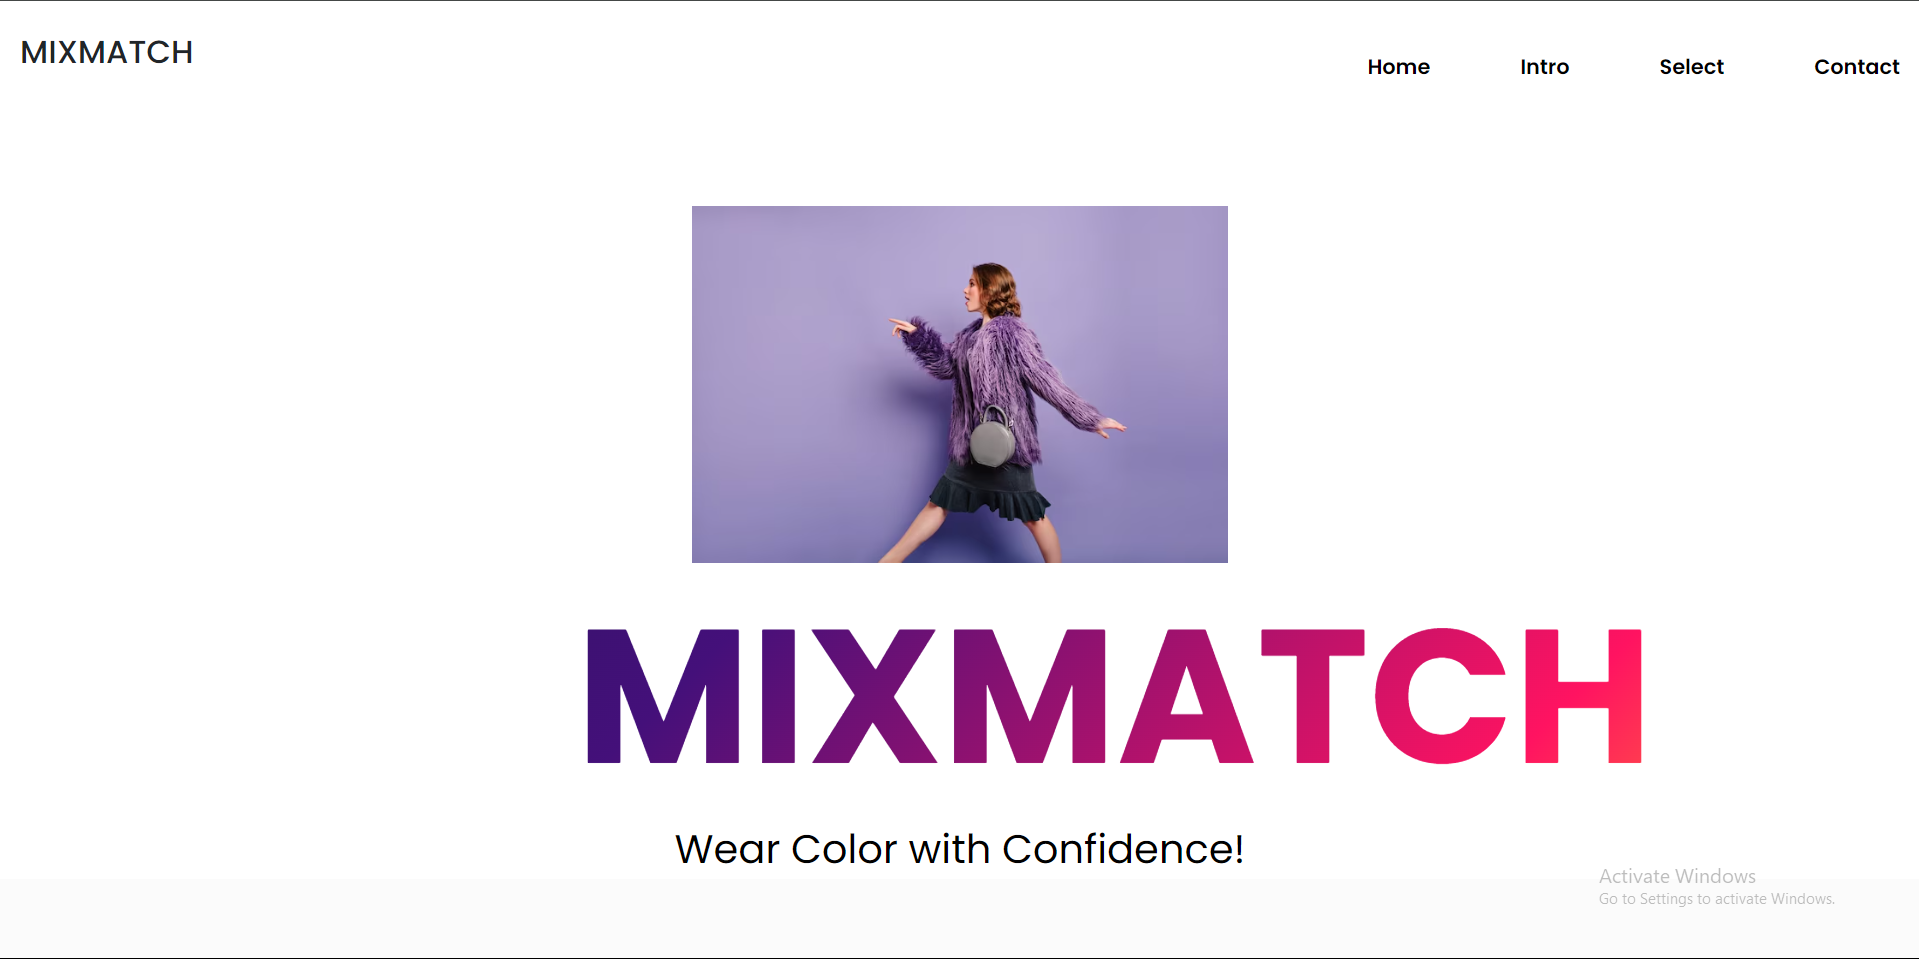 MIXMATCH
Home Intro Select Contact
MIXMATCH
Wear Color with Confidence!
Activate Windows
Go to Settings to activate Windows.